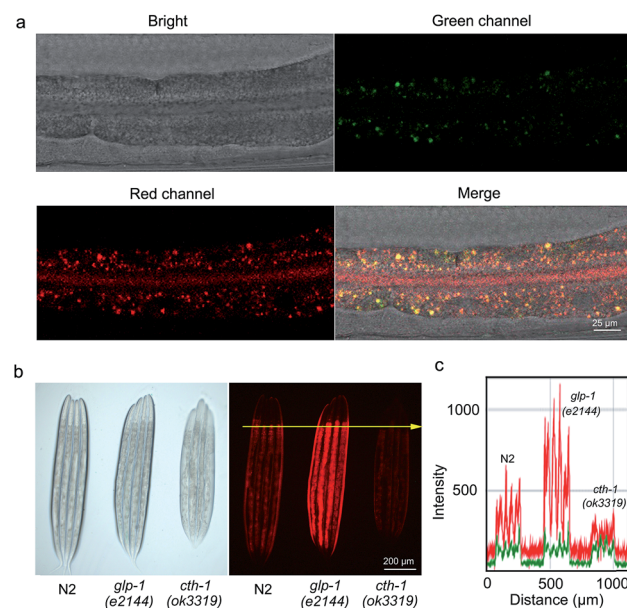 a
Bright
Green channel
Red channel
Merge
25 µm
b
N2
glp-1
(e2144)
cth-1
(ok3319)
200 µm
N2
glp-1
(e2144)
cth-1
(ok3319)
c
Intensity
1000
500
0
N2
glp-1
(e2144)
cth-1
(ok3319)
0
500
1000
Distance (µm)